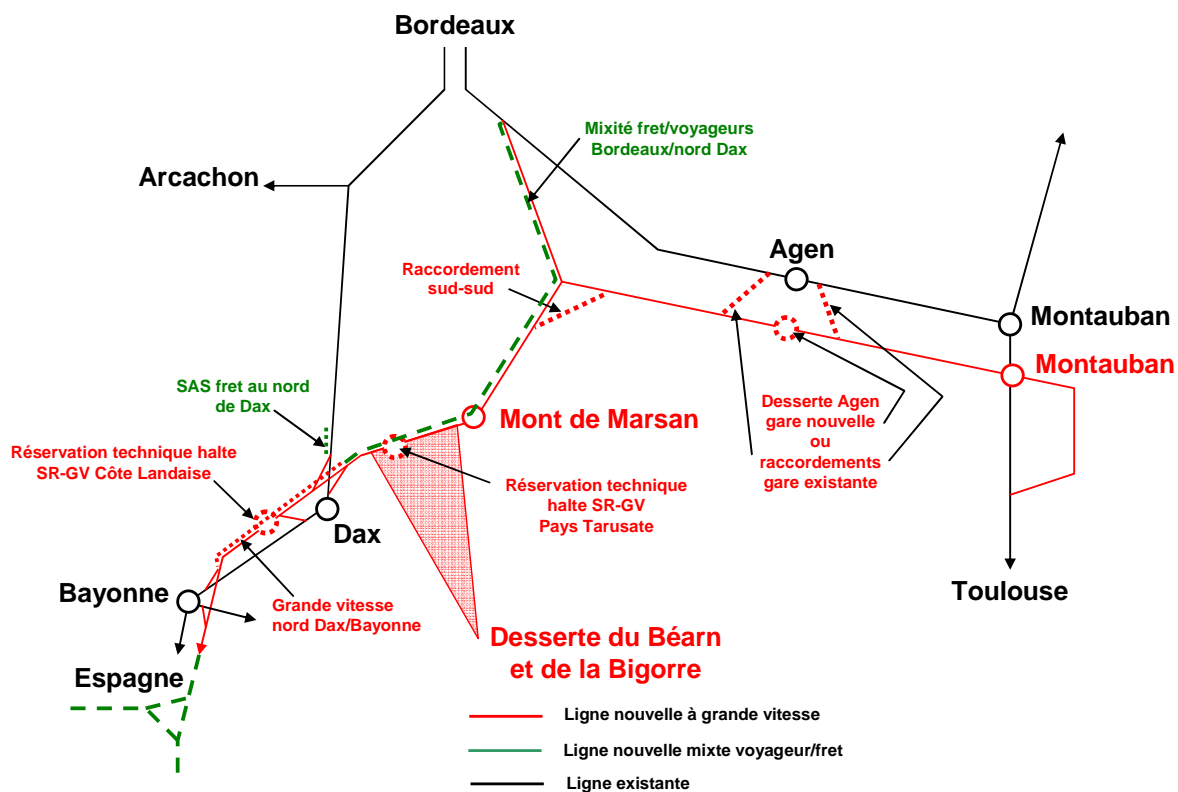 Bordeaux
Mixité fret/voyageurs
Bordeaux/nord Dax
Arcachon
Agen
Raccordement
sud-sud
Montauban
Montauban
SAS fret au nord
de Dax
Mont de Marsan
Desserte Agen
gare nouvelle
ou
raccordements
gare existante
Réservation technique halte
SR-GV Côte Landaise
Réservation technique
halte SR-GV
Pays Tarusate
Dax
Bayonne
Toulouse
Grande vitesse
nord Dax/Bayonne
Desserte du Béarn
et de la Bigorre
Espagne
Ligne nouvelle à grande vitesse
Ligne nouvelle mixte voyageur/fret
Ligne existante